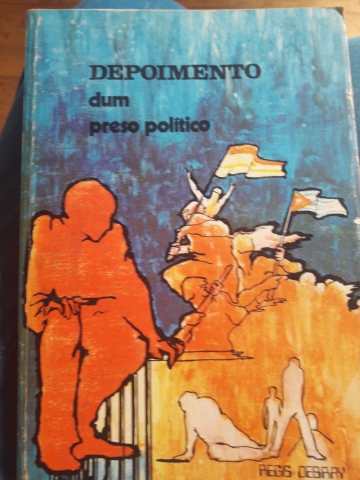 DEPOIMENTO
dum
preso político
REGIS DEBRAY